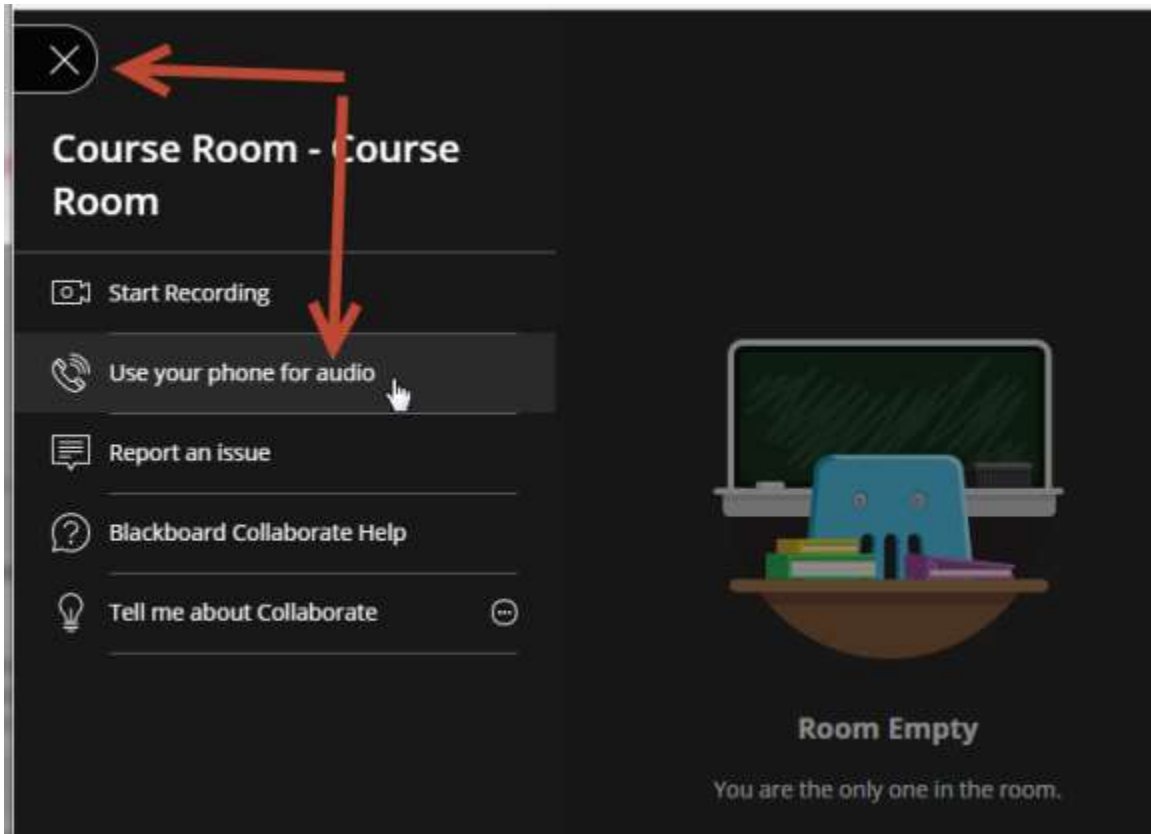 Course Room - Course
Room
Start Recording
Use your phone for audio
Report an issue
Blackboard Collaborate Help
Tell me about Collaborate
Room Empty
You are the only one in the room.